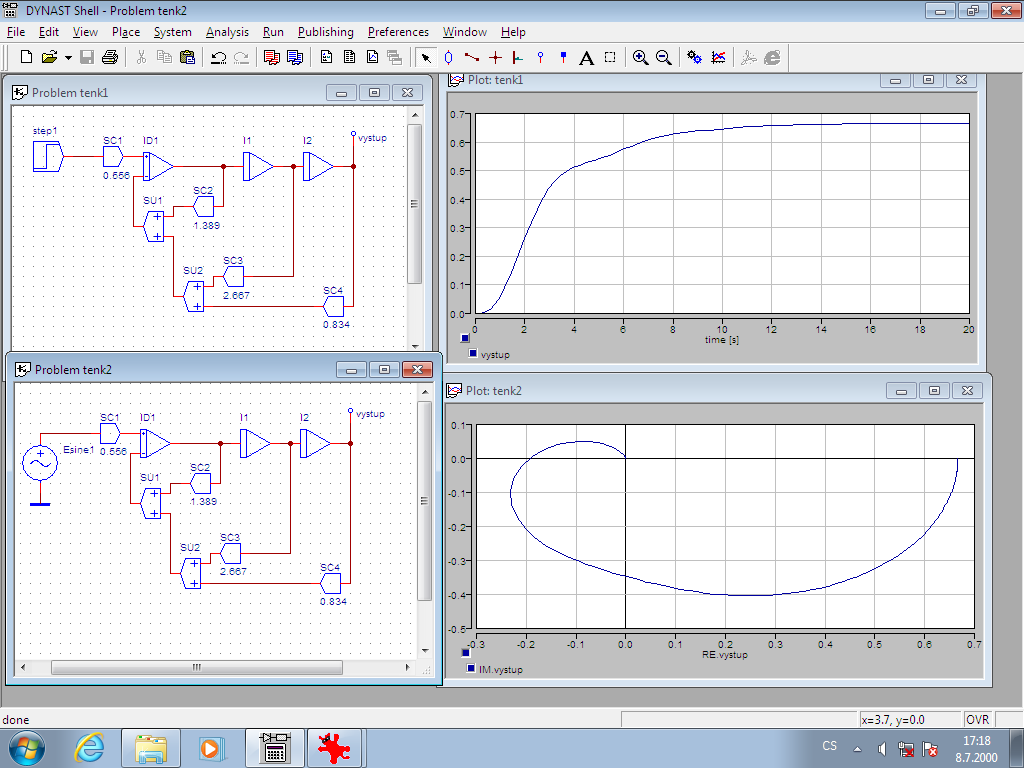 DYNAST Shell - Problem tenk2
File Edit View Place System Analysis Run Publishing Preferences Window Help
Problem tenk1
step1
SC1
ID1
I1
I2
vystup
0.556
SU1
SC2
1.389
SU2
SC3
2.667
SC4
0.834
Plot: tenk1
0.7
0.6
0.5
0.4
0.3
0.2
0.1
0.0
0 2 4 6 8 10 12 14 16 18 20
time [s]
vystup
Problem tenk2
SC1
ID1
I1
I2
vystup
Esine1
0.556
SU1
SC2
1.389
SU2
SC3
2.667
SC4
0.834
Plot: tenk2
0.1
0.0
-0.1
-0.2
-0.3
-0.4
-0.5
-0.3 -0.2 -0.1 0.0 0.1 0.2 0.3 0.4 0.5 0.6 0.7
RE.vystup
IM.vystup
done
x=3.7, y=0.0
OVR
CS
17:18
8.7.2000